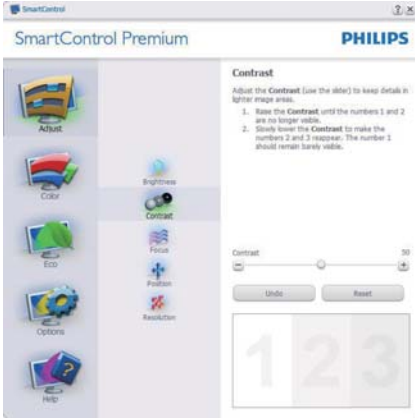 SmartControl
SmartControl Premium
PHILIPS
Adjust
Color
Eco
Options
Help
Brightness
Contrast
Focus
Position
Resolution
Contrast
Adjust the Contrast (use the slider) to keep details in
lighter image areas.
1. Raise the Contrast until the numbers 1 and 2
are no longer visible.
2. Slowly lower the Contrast to make the
numbers 2 and 3 reappear. The number 1
should remain barely visible.
Contrast 50
Undo Reset
1 2 3